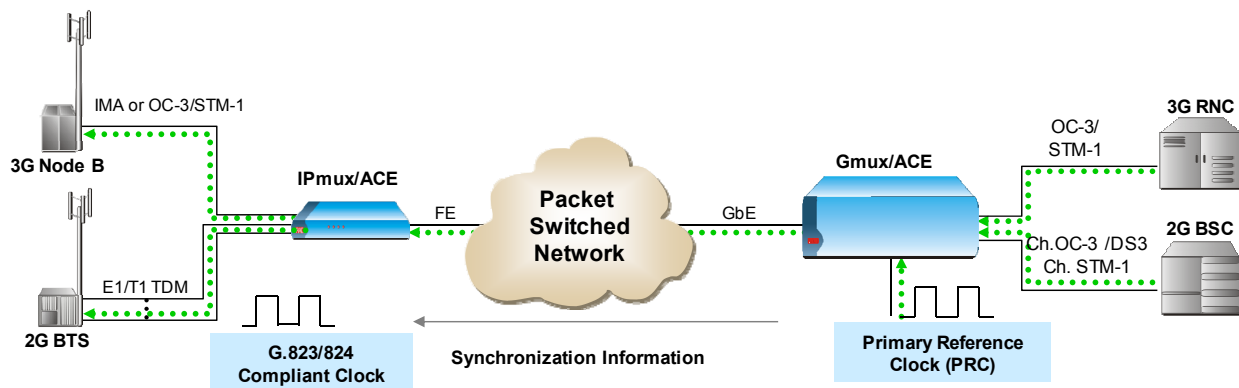 IMA or OC-3/STM-1
3G Node B
E1/T1 TDM
2G BTS
IPmux/ACE
FE
Packet
Switched
Network
GbE
Gmux/ACE
OC-3/
STM-1
3G RNC
2G BSC
Ch.OC-3 /DS3
Ch. STM-1
G.823/824
Compliant Clock
Synchronization Information
Primary Reference
Clock (PRC)